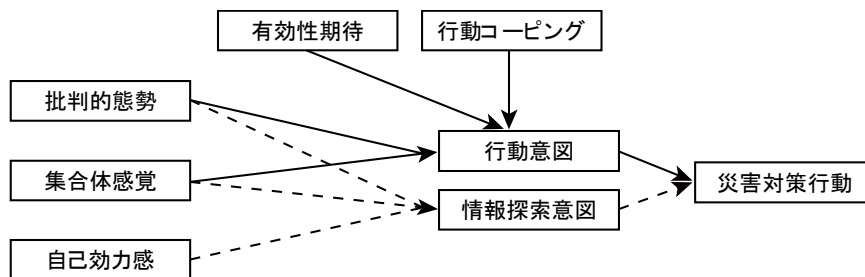 有効性期待
行動コーピング
批判的態勢
行動意図
集合体感覚
災害対策行動
情報探索意図
自己効力感